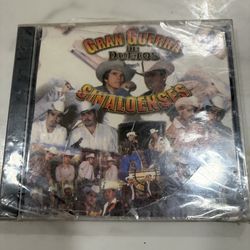 GRAN GUERRA
DE
DUETOS
SINALOENSES